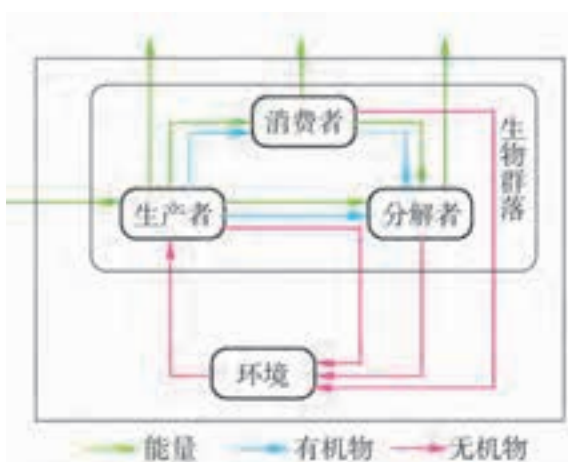 消费者
生物群落
生产者
分解者
环境
能量
有机物
无机物